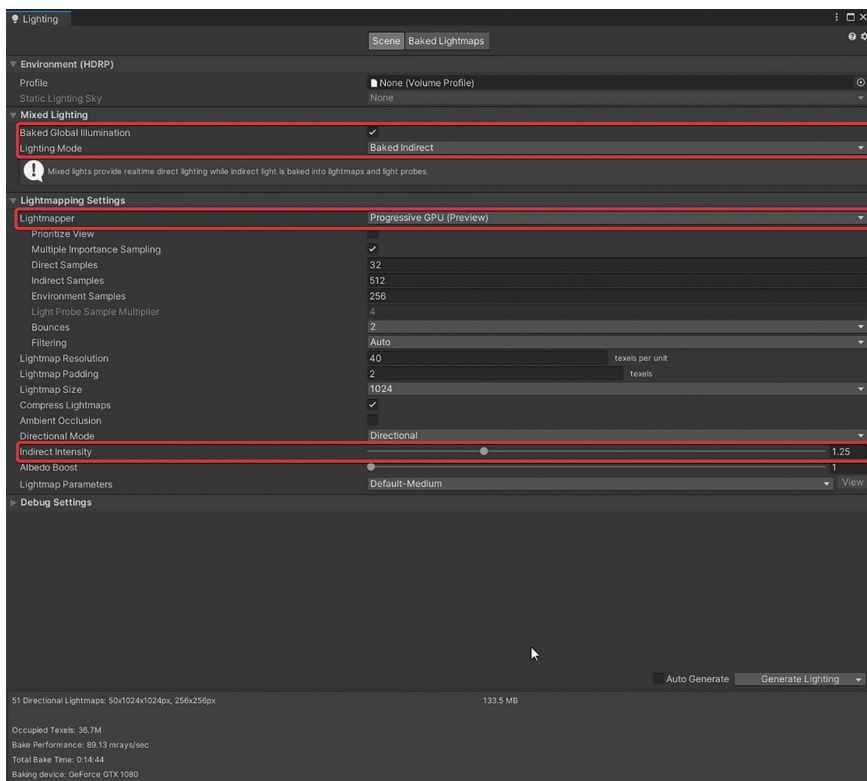 Lighting
Scene Baked Lightmaps
Environment (HDRP)
Profile None (Volume Profile)
Static Lighting Sky None
Mixed Lighting
Baked Global Illumination
Lighting Mode Baked Indirect
Mixed lights provide realtime direct lighting while indirect light is baked into lightmaps and light probes.
Lightmapping Settings
Lightmapper Progressive GPU (Preview)
Prioritize View
Multiple Importance Sampling
Direct Samples 32
Indirect Samples 512
Environment Samples 256
Light Probe Sample Multiplier 4
Bounces 2
Filtering Auto
Lightmap Resolution 40 texels per unit
Lightmap Padding 2 texels
Lightmap Size 1024
Compress Lightmaps
Ambient Occlusion
Directional Mode Directional
Indirect Intensity 1.25
Albedo Boost 1
Lightmap Parameters Default-Medium View
Debug Settings
Auto Generate Generate Lighting
51 Directional Lightmaps: 50x1024x1024px, 256x256px 133.5 MB
Occupied Texels: 36.7M
Bake Performance: 89.13 mrays/sec
Total Bake Time: 0:14:44
Baking device: GeForce GTX 1080